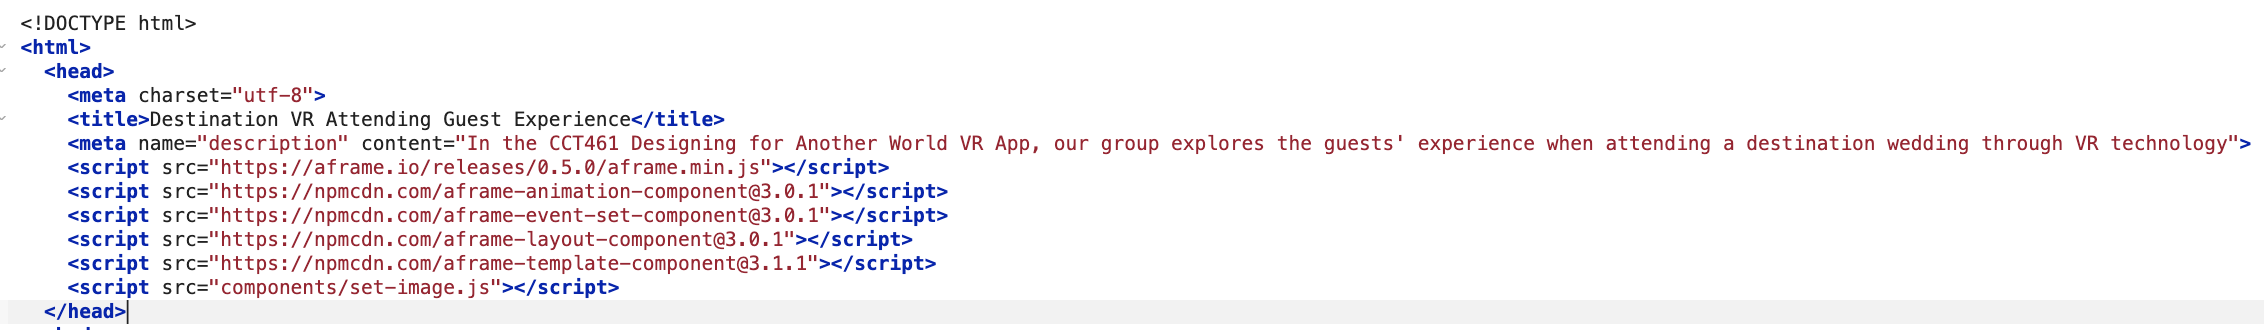 <!DOCTYPE html>
<html>
<head>
<meta charset="utf-8">
<title>Destination VR Attending Guest Experience</title>
<meta name="description" content="In the CCT461 Designing for Another World VR App, our group explores the guests' experience when attending a destination wedding through VR technology">
<script src="https://aframe.io/releases/0.5.0/aframe.min.js"></script>
<script src="https://npmcdn.com/aframe-animation-component@3.0.1"></script>
<script src="https://npmcdn.com/aframe-event-set-component@3.0.1"></script>
<script src="https://npmcdn.com/aframe-layout-component@3.0.1"></script>
<script src="https://npmcdn.com/aframe-template-component@3.1.1"></script>
<script src="components/set-image.js"></script>
</head>